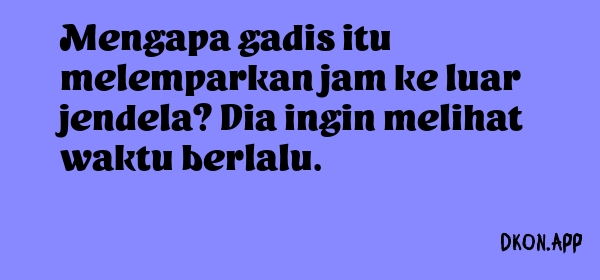 Mengapa gadis itu
melemparkan jam ke luar
jendela? Dia ingin melihat
waktu berlalu.
DKON.APP